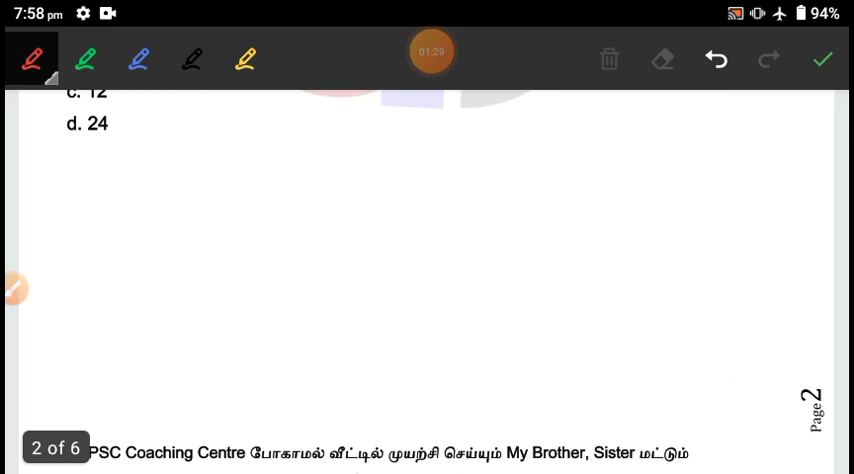 7:58 pm 94%
01:29
c. 12
d. 24
Page 2
2 of 6 PSC Coaching Centre போகாமல் வீட்டில் முயற்சி செய்யும் My Brother, Sister மட்டும்